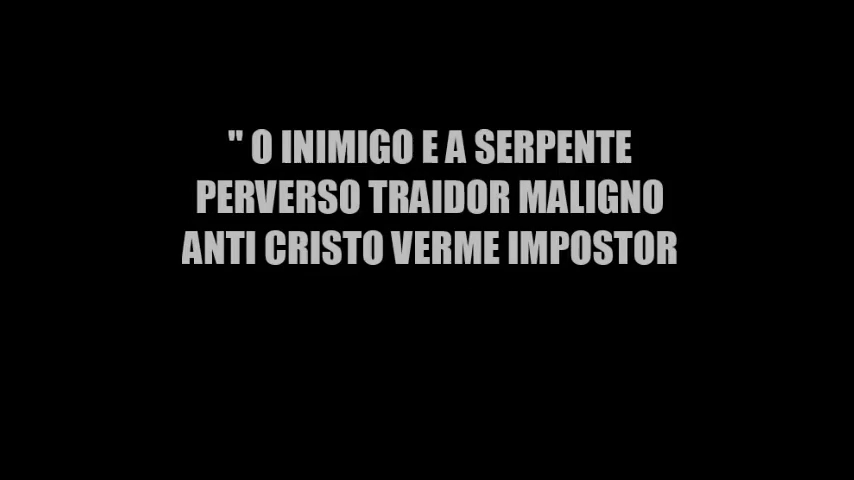 " O INIMIGO E A SERPENTE
PERVERSO TRAIDOR MALIGNO
ANTI CRISTO VERME IMPOSTOR